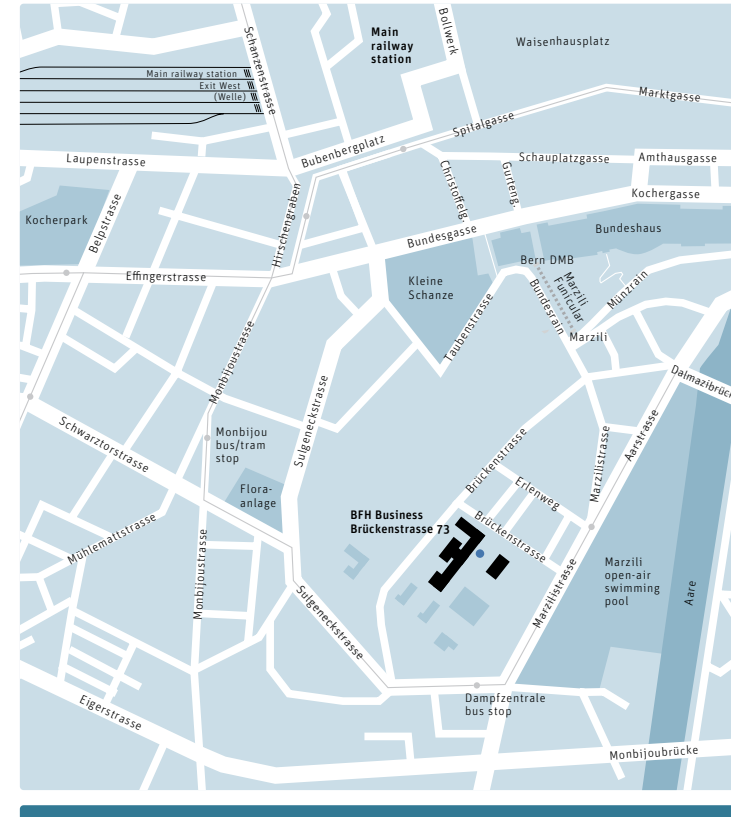 Main
railway
station
Bollwerk
Waisenhausplatz
Schanzenstrasse
Main railway station
Exit West
(Welle)
Marktgasse
Spitalgasse
Bubenbergplatz
Laupenstrasse
Schauplatzgasse
Amthausgasse
Christoffelg.
Gurteng.
Kochergasse
Hirschengraben
Belpstrasse
Kocherpark
Bundesgasse
Bundeshaus
Effingerstrasse
Kleine
Schanze
Bern DMB
Marzili
Funicular
Münzrain
Bundesrain
Taubenstrasse
Marzili
Monbijoustrasse
Sulgeneckstrasse
Dalmazibrüc
Aarstrasse
Schwarztorstrasse
Monbijou
bus/tram
stop
Marzilistrasse
Brückenstrasse
Erlenweg
Flora-
anlage
BFH Business
Brückenstrasse 73
Brückenstrasse
Mühlemattstrasse
Monbijoustrasse
Marzili
open-air
swimming
pool
Aare
Marzilistrasse
Sulgeneckstrasse
Dampfzentrale
bus stop
Eigerstrasse
Monbijoubrücke